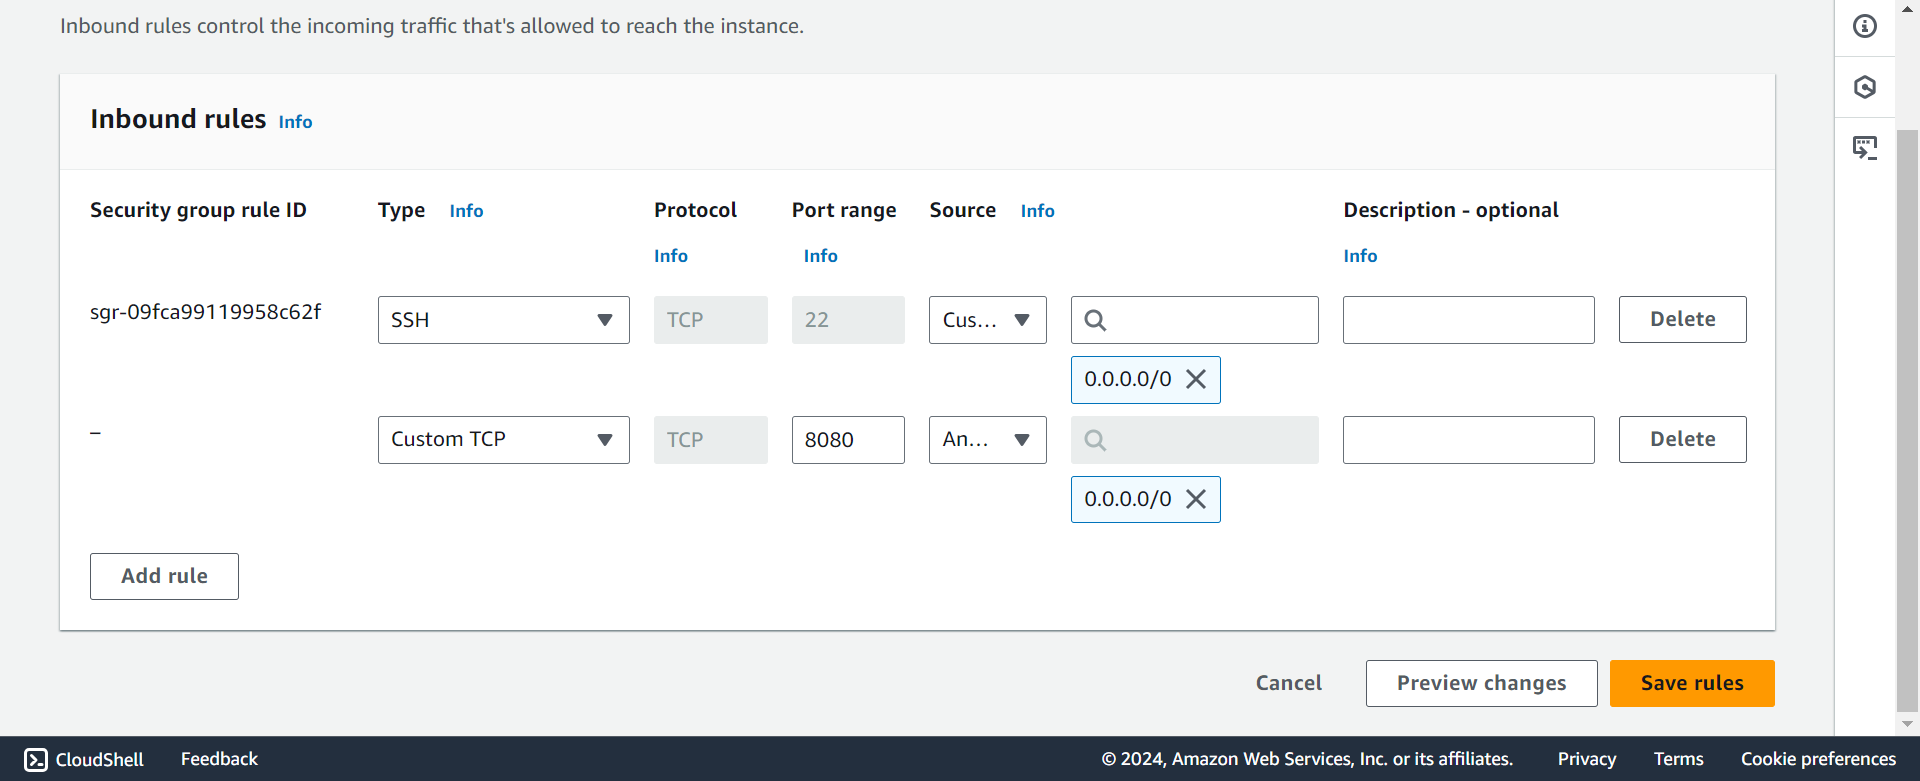 Inbound rules control the incoming traffic that's allowed to reach the instance.
Inbound rules Info
Security group rule ID Type Info Protocol Port range Source Info Description - optional
Info Info Info
sgr-09fca99119958c62f SSH TCP 22 Cus... Delete
0.0.0.0/0
– Custom TCP TCP 8080 An... Delete
0.0.0.0/0
Add rule
Cancel Preview changes Save rules
CloudShell Feedback © 2024, Amazon Web Services, Inc. or its affiliates. Privacy Terms Cookie preferences